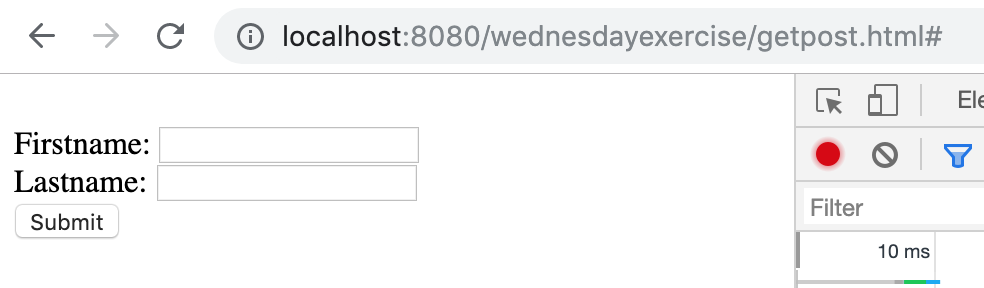 localhost:8080/wednesdayexercise/getpost.html#
Firstname:
Lastname:
Submit
Ele
Filter
10 ms